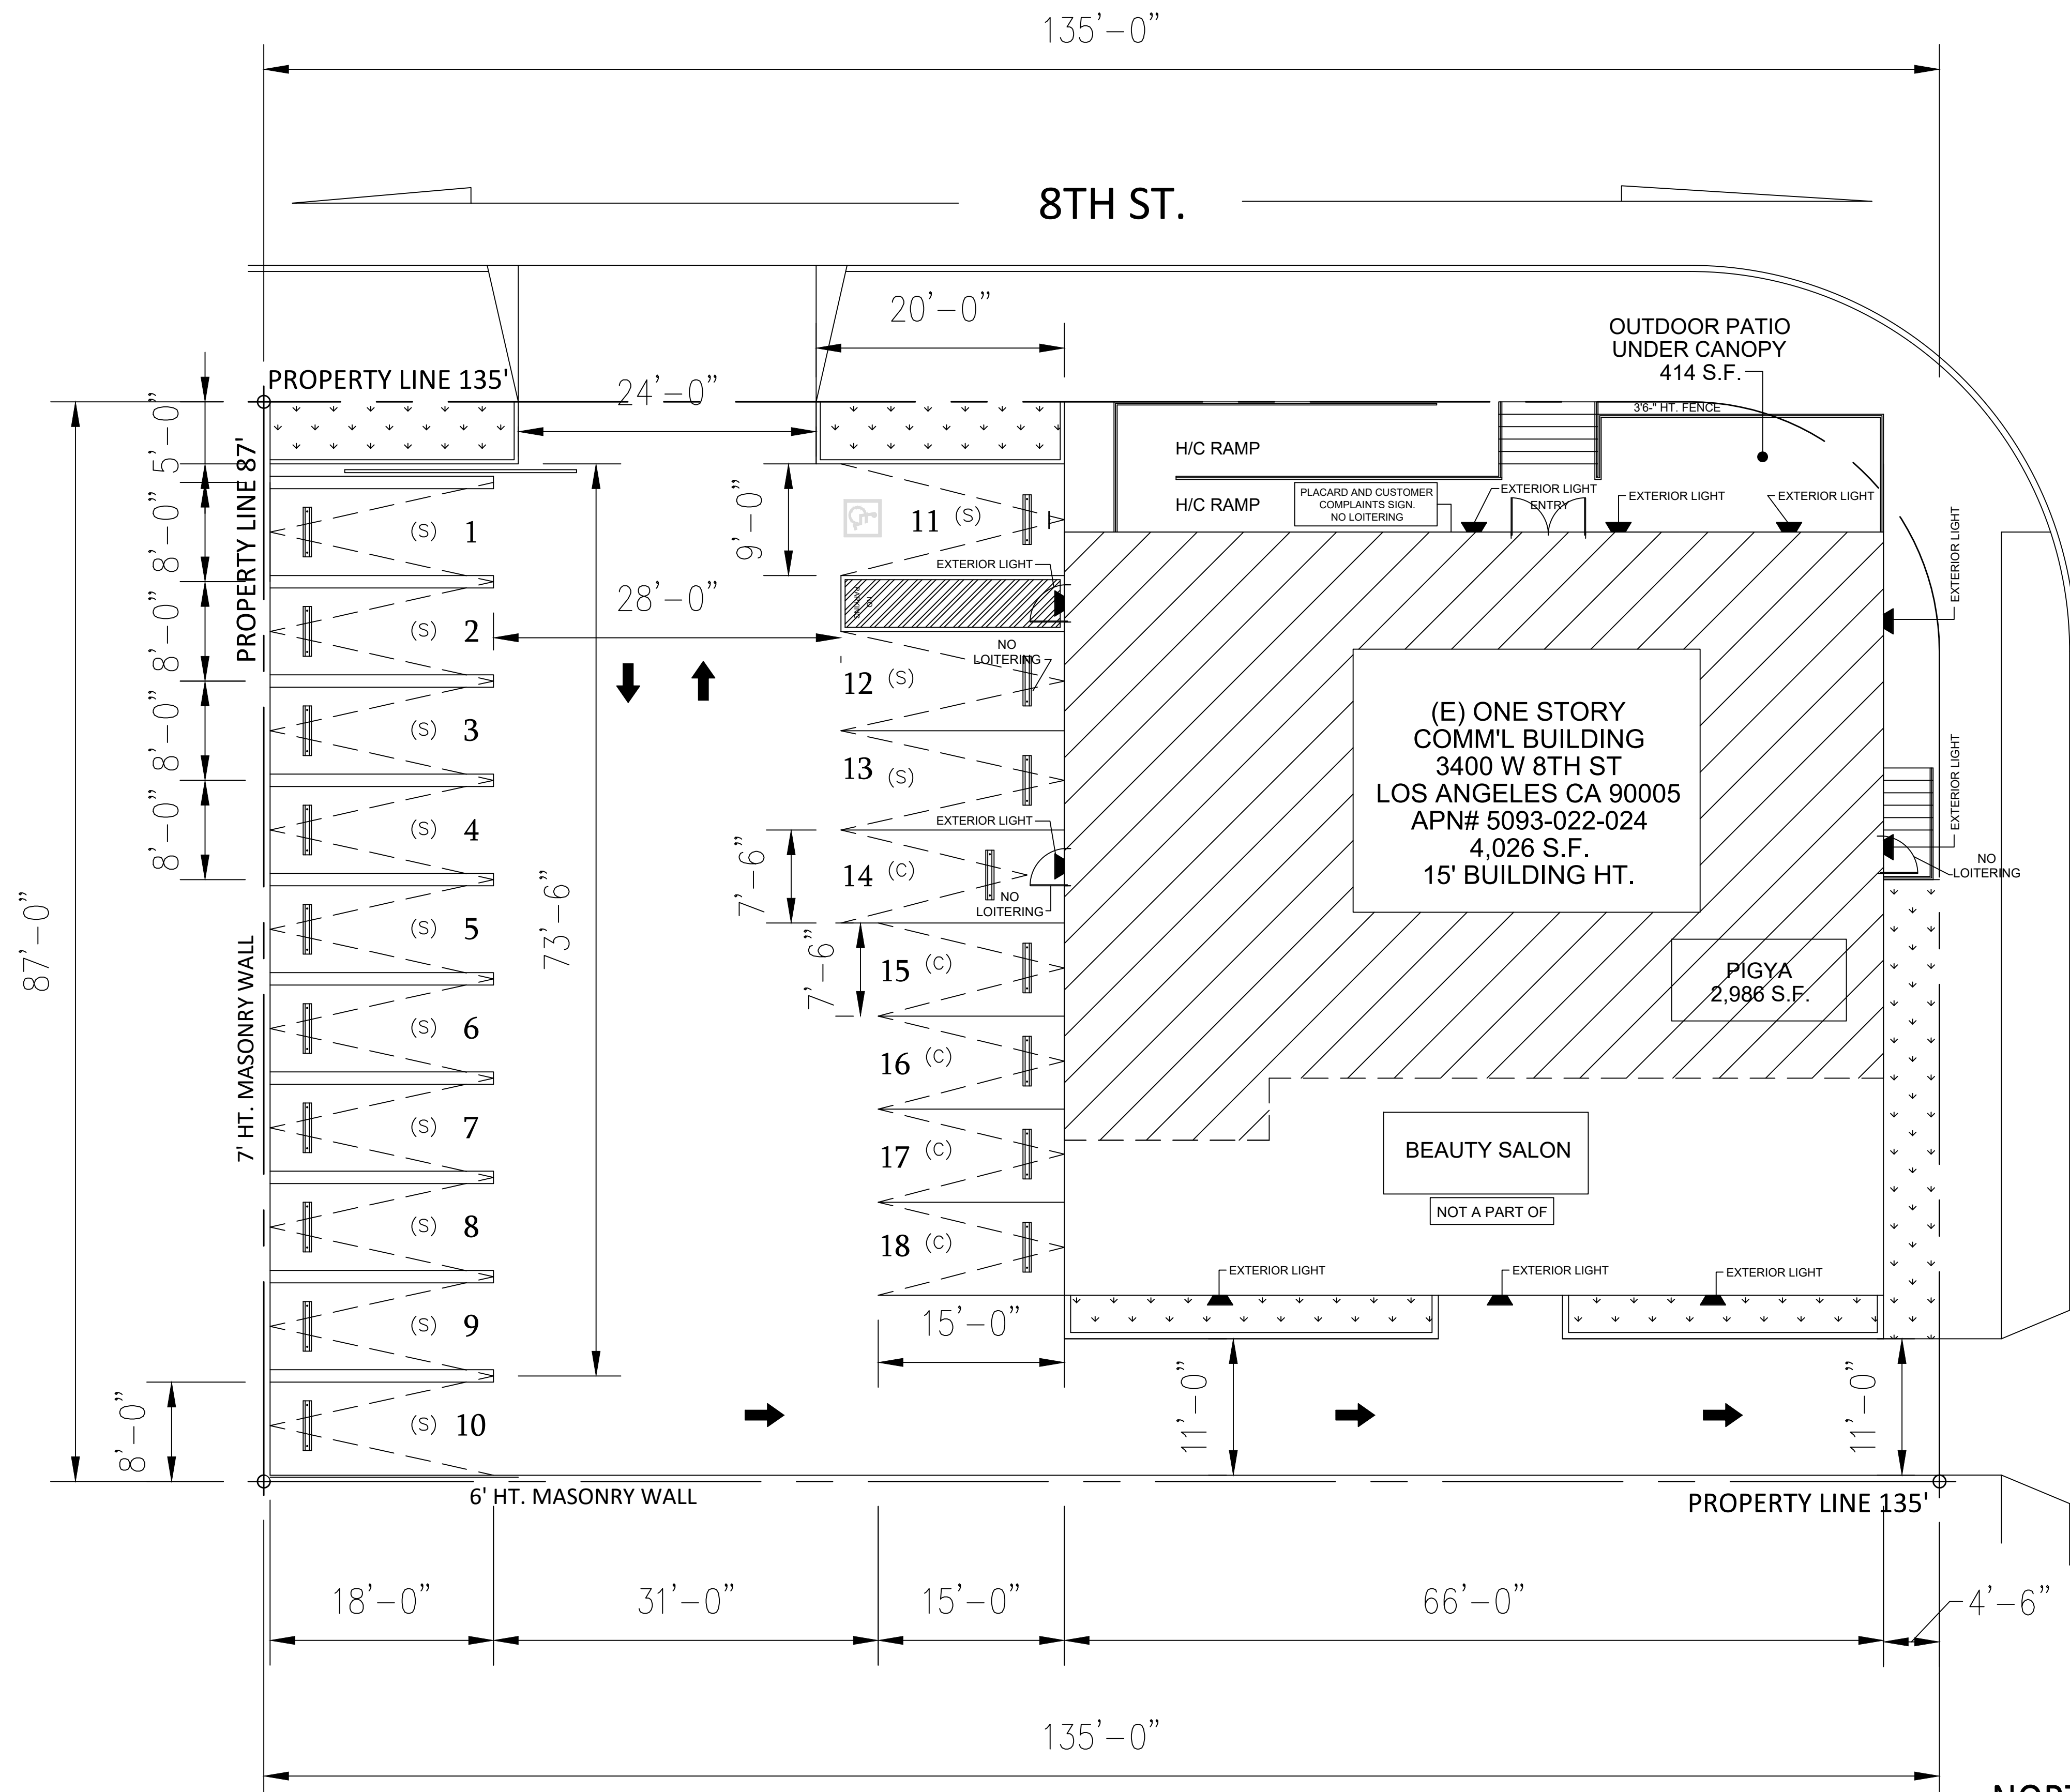 135'-0"
8TH ST.
20'-0"
OUTDOOR PATIO
UNDER CANOPY
414 S.F.
PROPERTY LINE 135'
24'-0"
3'6-" HT. FENCE
5'-0"
H/C RAMP
PROPERTY LINE 87'
H/C RAMP
PLACARD AND CUSTOMER
COMPLAINTS SIGN.
NO LOITERING
EXTERIOR LIGHT
ENTRY
EXTERIOR LIGHT
EXTERIOR LIGHT
8'-0"
(S) 1
9'-0"
11 (S)
EXTERIOR LIGHT
EXTERIOR LIGHT
28'-0"
NO
PARKING
8'-0"
(S) 2
NO
LOITERING
12 (S)
8'-0"
(S) 3
13 (S)
(E) ONE STORY
COMM'L BUILDING
3400 W 8TH ST
LOS ANGELES CA 90005
APN# 5093-022-024
4,026 S.F.
15' BUILDING HT.
EXTERIOR LIGHT
8'-0"
(S) 4
EXTERIOR LIGHT
7'-6"
14 (C)
NO
LOITERING
NO
LOITERING
87'-0"
73'-6"
(S) 5
7'-6"
15 (C)
PIGYA
2,986 S.F.
7' HT. MASONRY WALL
(S) 6
16 (C)
(S) 7
17 (C)
BEAUTY SALON
NOT A PART OF
(S) 8
18 (C)
EXTERIOR LIGHT
EXTERIOR LIGHT
EXTERIOR LIGHT
(S) 9
15'-0"
8'-0"
(S) 10
11'-0"
11'-0"
6' HT. MASONRY WALL
PROPERTY LINE 135'
18'-0"
31'-0"
15'-0"
66'-0"
4'-6"
135'-0"